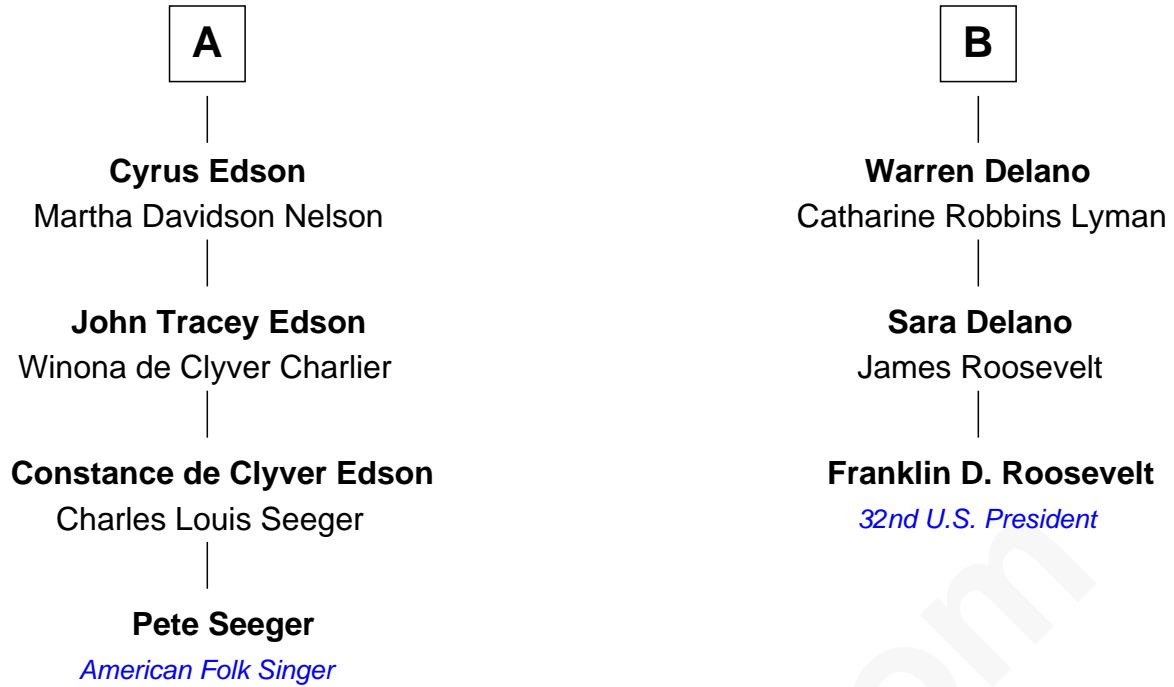 A
Cyrus Edson
Martha Davidson Nelson
John Tracey Edson
Winona de Clyver Charlier
Constance de Clyver Edson
Charles Louis Seeger
Pete Seeger
American Folk Singer
B
Warren Delano
Catharine Robbins Lyman
Sara Delano
James Roosevelt
Franklin D. Roosevelt
32nd U.S. President
om